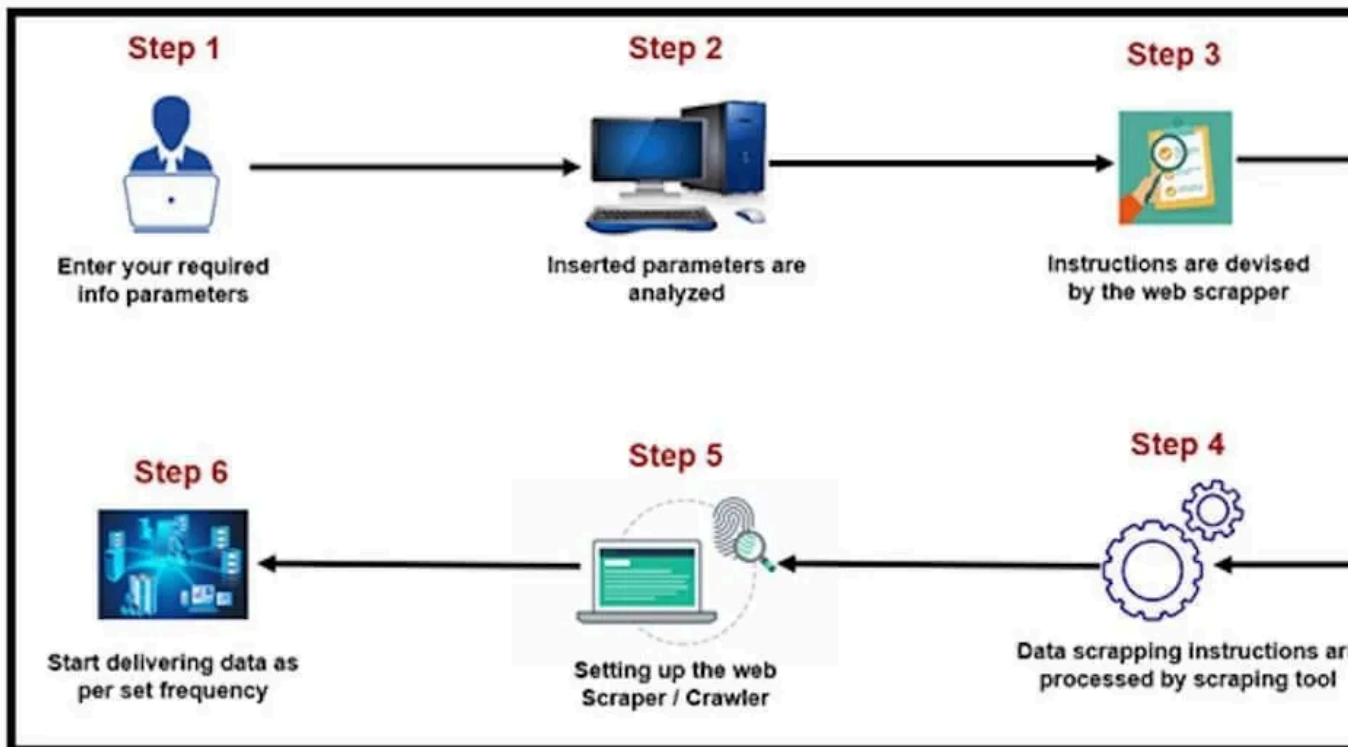 Step 1
Enter your required
info parameters
Step 2
Inserted parameters are
analyzed
Step 3
Instructions are devised
by the web scrapper
Step 4
Data scrapping instructions ar
processed by scraping tool
Step 5
Setting up the web
Scraper / Crawler
Step 6
Start delivering data as
per set frequency